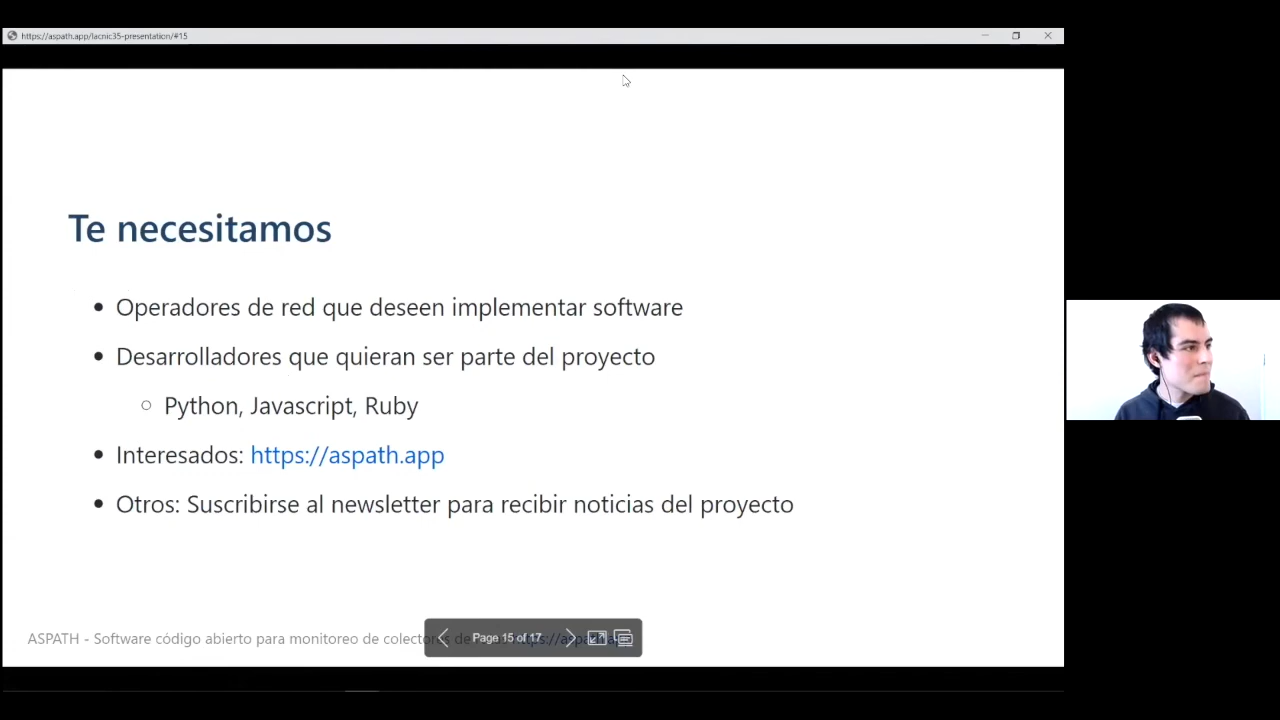 https://aspath.app/lacnic35-presentation/#15
Te necesitamos
• Operadores de red que deseen implementar software
• Desarrolladores que quieran ser parte del proyecto
○ Python, Javascript, Ruby
• Interesados: https://aspath.app
• Otros: Suscribirse al newsletter para recibir noticias del proyecto
ASPATH - Software código abierto para monitoreo de colectores de
Page 15 of 17